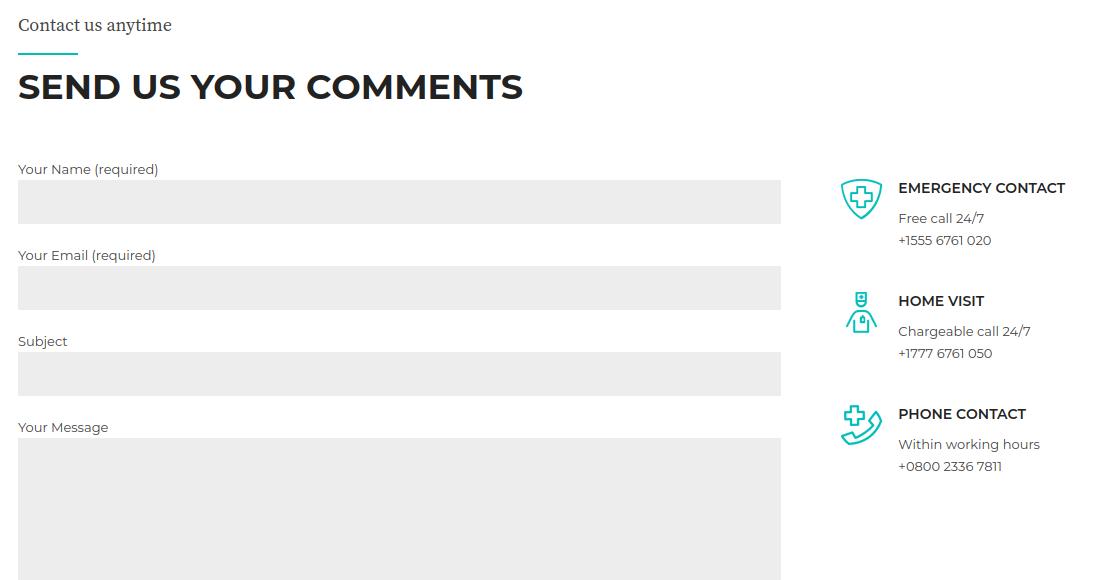 Contact us anytime
SEND US YOUR COMMENTS
Your Name (required)
Your Email (required)
Subject
Your Message
EMERGENCY CONTACT
Free call 24/7
+1555 6761 020
HOME VISIT
Chargeable call 24/7
+1777 6761 050
PHONE CONTACT
Within working hours
+0800 2336 7811